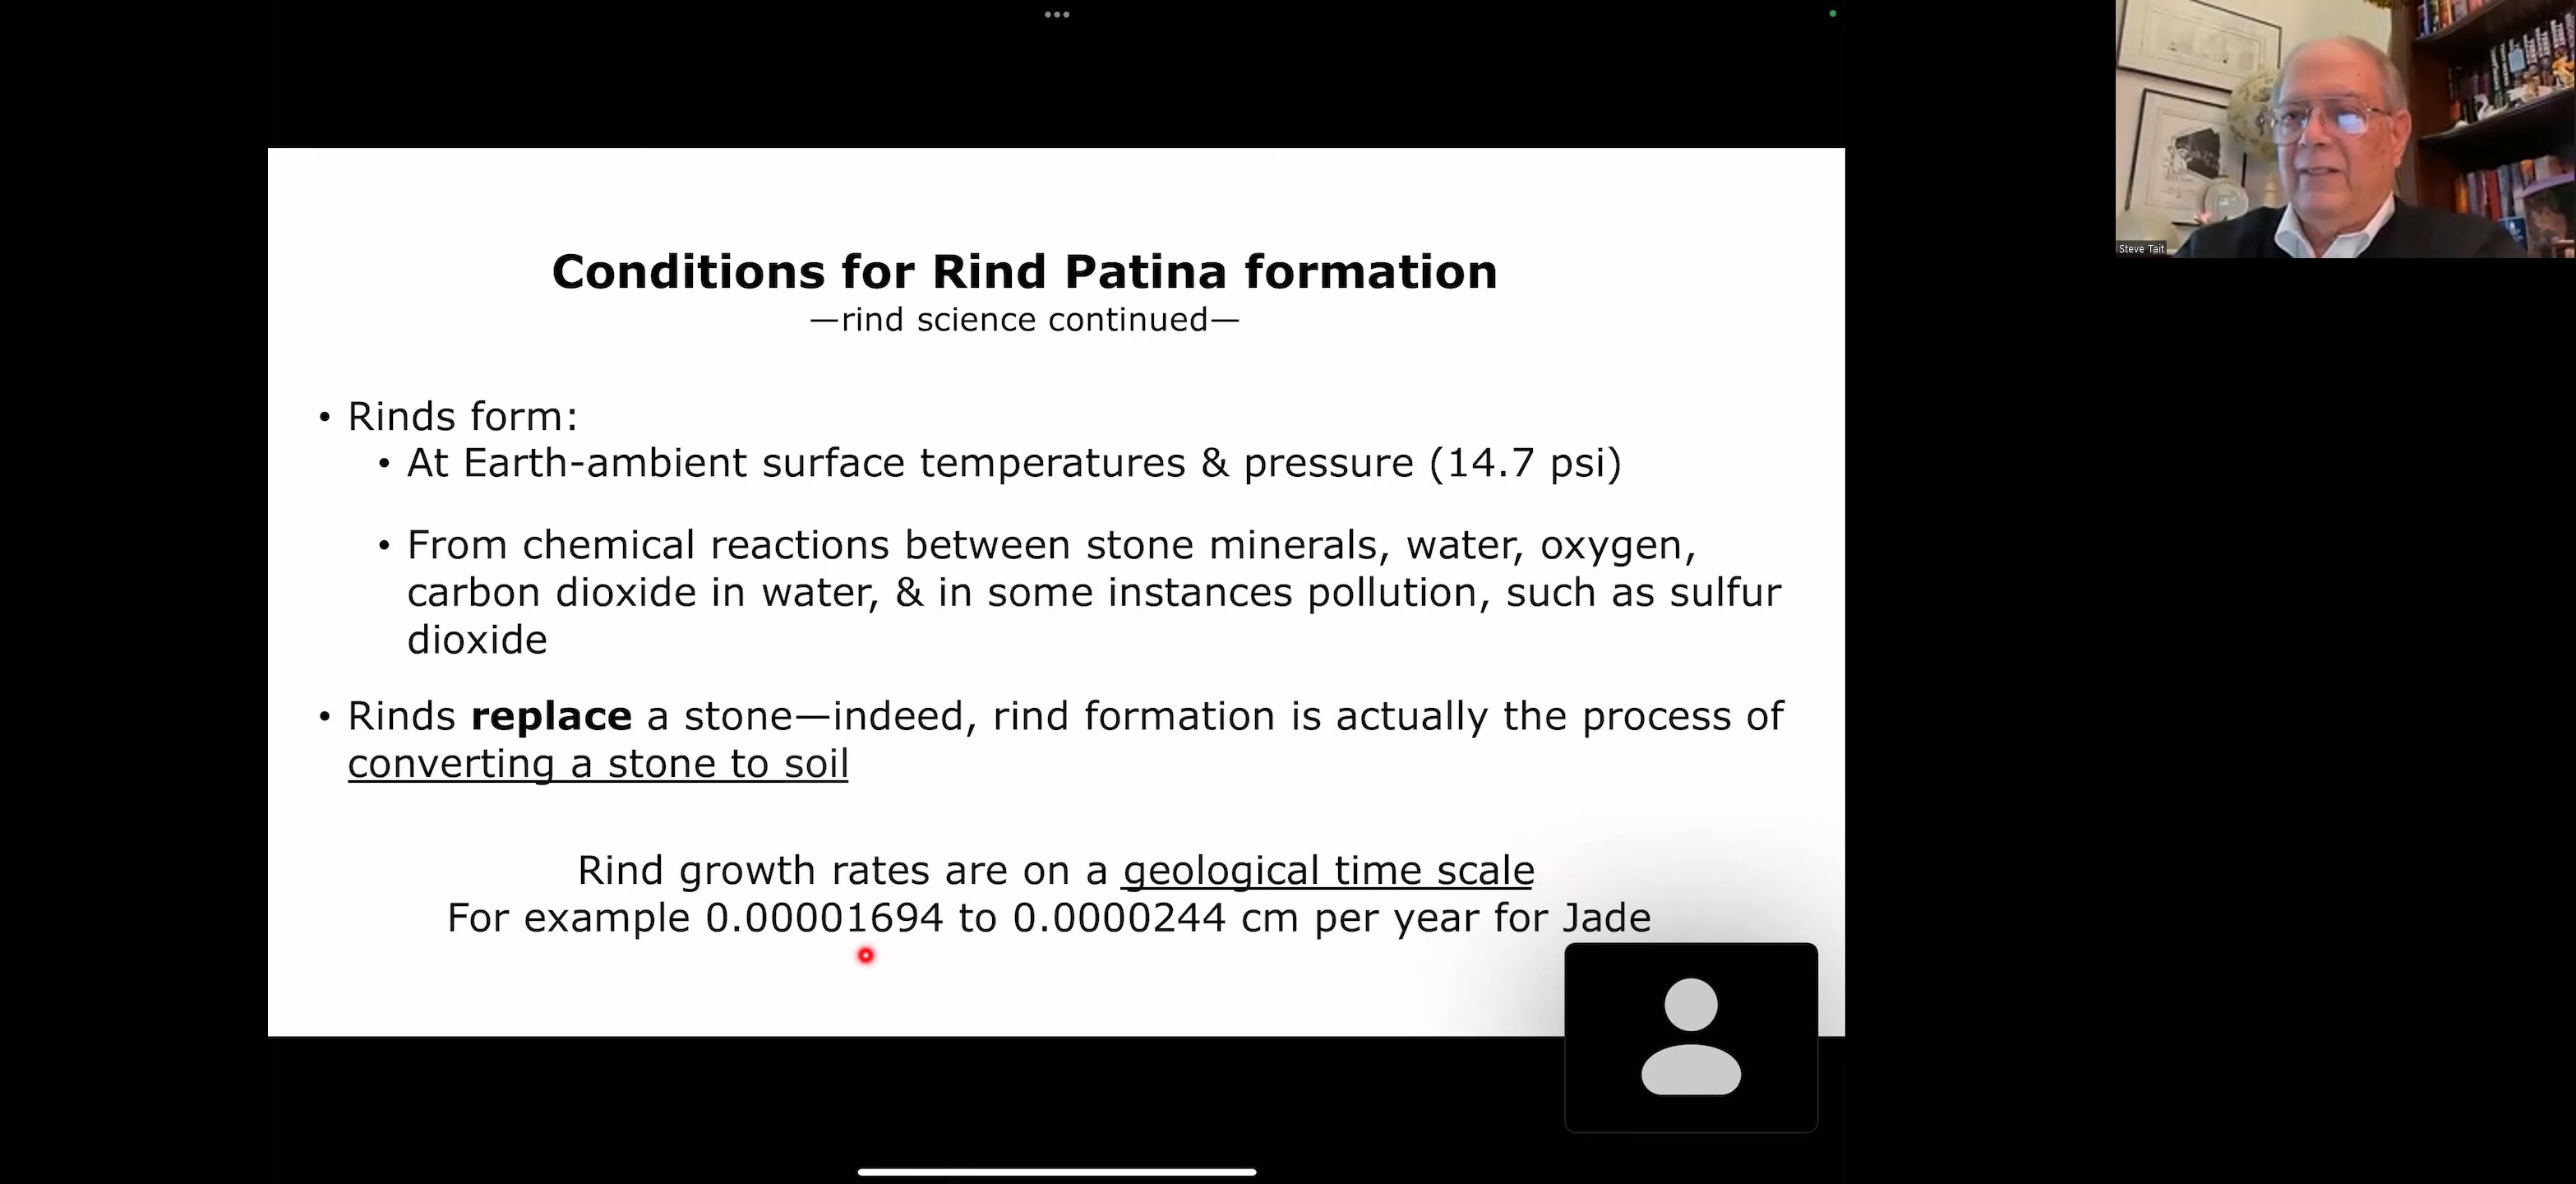 Conditions for Rind Patina formation
—rind science continued—
• Rinds form:
• At Earth-ambient surface temperatures & pressure (14.7 psi)
• From chemical reactions between stone minerals, water, oxygen,
carbon dioxide in water, & in some instances pollution, such as sulfur
dioxide
• Rinds replace a stone—indeed, rind formation is actually the process of
converting a stone to soil
Rind growth rates are on a geological time scale
For example 0.00001694 to 0.0000244 cm per year for Jade
Steve Tait